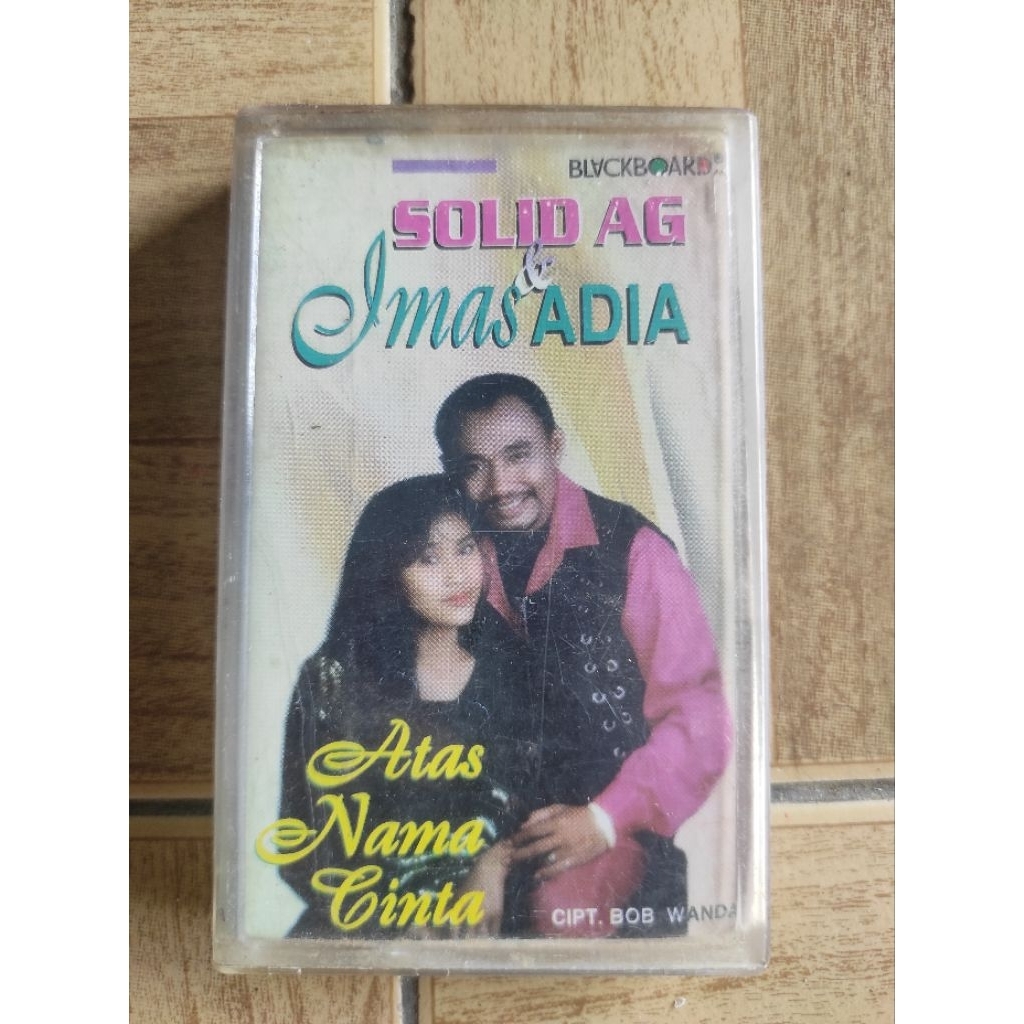 BLACKBOARD
SOLID AG
&
Imas ADIA
Atas
Nama
Cinta
CIPT. BOB WANDA